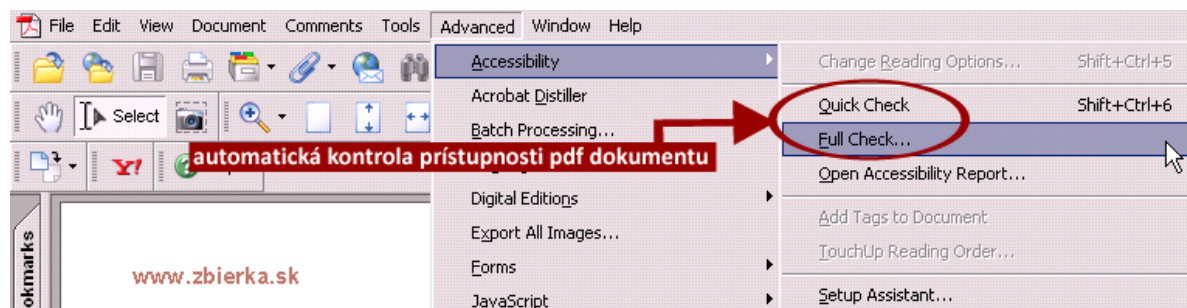 File Edit View Document Comments Tools Advanced Window Help
Accessibility
Change Reading Options... Shift+Ctrl+5
Acrobat Distiller
Quick Check Shift+Ctrl+6
Select
Batch Processing...
Full Check...
automatická kontrola prístupnosti pdf dokumentu
Y!
Open Accessibility Report...
Digital Editions
Add Tags to Document
Export All Images...
TouchUp Reading Order...
www.zbierka.sk
Forms
JavaScript
Setup Assistant...